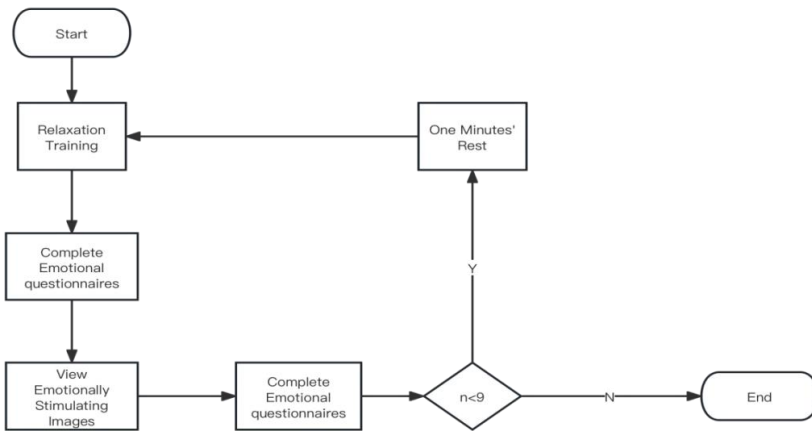 Start
Relaxation
Training
One Minutes'
Rest
Complete
Emotional
questionnaires
Y
View
Emotionally
Stimulating
Images
Complete
Emotional
questionnaires
n<9
N
End